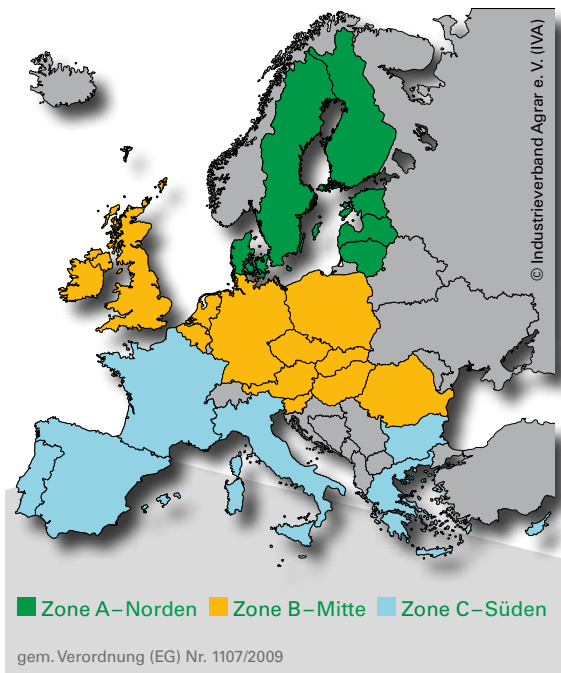 © Industrieverband Agrar e. V. (IVA)
Zone A–Norden Zone B–Mitte Zone C–Süden
gem. Verordnung (EG) Nr. 1107/2009